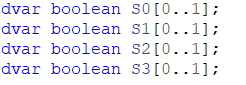 dvar boolean S0[0..1];
dvar boolean S1[0..1];
dvar boolean S2[0..1];
dvar boolean S3[0..1];